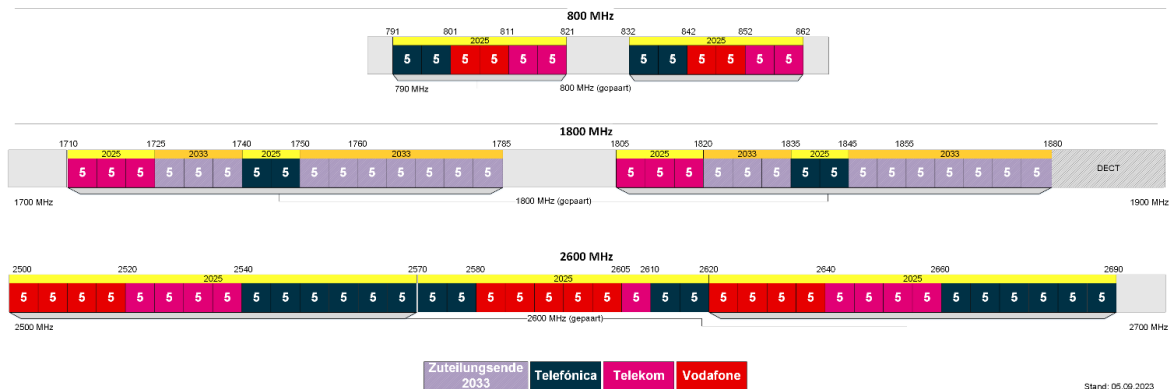 800 MHz
791 801 811 821 832 842 852 862
2025 2025
5 5 5 5 5 5 5 5 5 5 5 5
790 MHz 800 MHz (gepaart)
1800 MHz
1710 1725 1740 1750 1760 1785 1805 1820 1835 1845 1855 1880
2025 2033 2025 2033 2025 2033 2025 2033
5 5 5 5 5 5 5 5 5 5 5 5 5 5 5 5 5 5 5 5 5 5 5 5 5 5 5 5 5 5 DECT
1700 MHz 1800 MHz (gepaart) 1900 MHz
2600 MHz
2500 2520 2540 2570 2580 2605 2610 2620 2640 2660 2690
2025 2025 2025
5 5 5 5 5 5 5 5 5 5 5 5 5 5 5 5 5 5 5 5 5 5 5 5 5 5 5 5 5 5 5 5 5 5 5 5 5 5
2500 MHz 2600 MHz (gepaart) 2700 MHz
Zuteilungsende
2033 Telefónica Telekom Vodafone
Stand: 05.09.2023